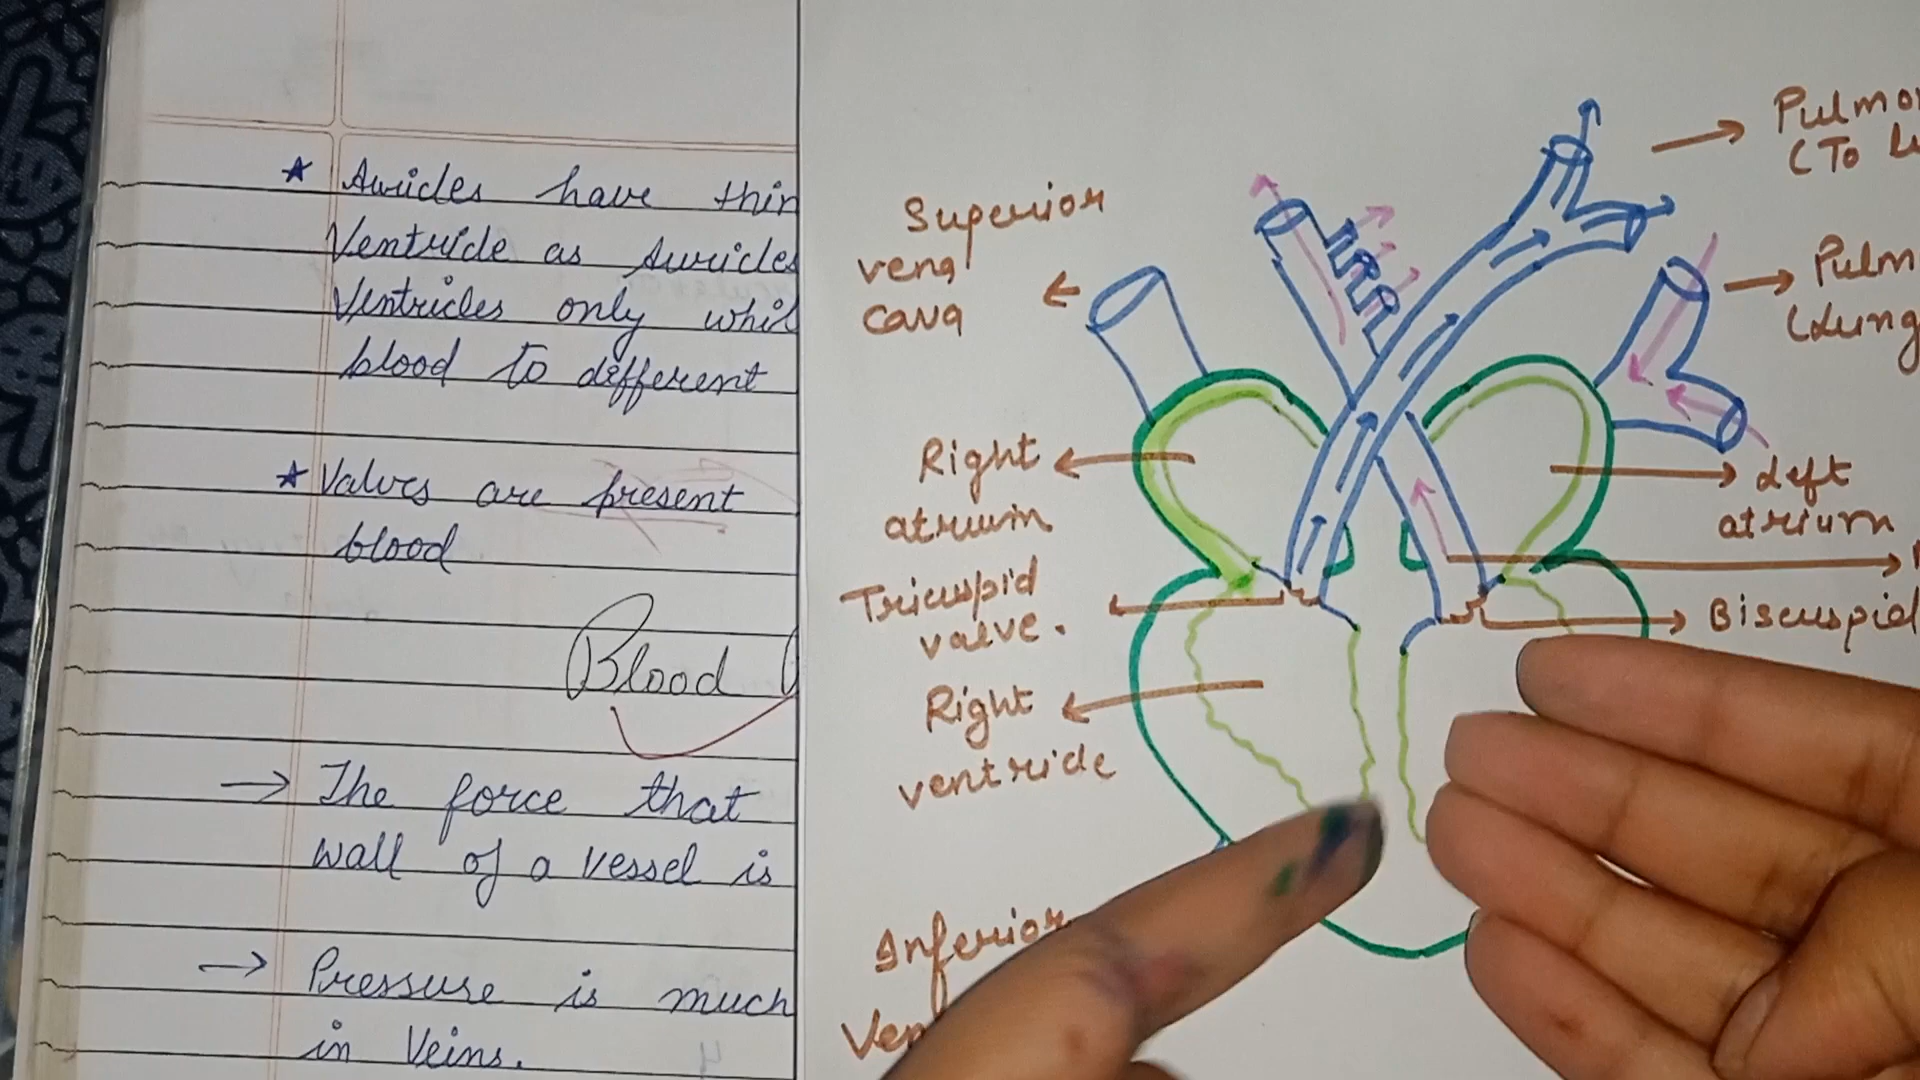 ★ Auricles have thin
Ventricle as Auricles
Ventricles only whil
blood to different
★ Valves are present
blood
Blood
→ The force that
wall of a vessel is
→ Pressure is much
in Veins.
Superior
vena
cava
Right
atrium
Tricuspid
valve.
Right
ventricle
Inferior
Ven
Pulmo
(To Lu
Pulm
(Lung
Left
atrium
Biscuspid